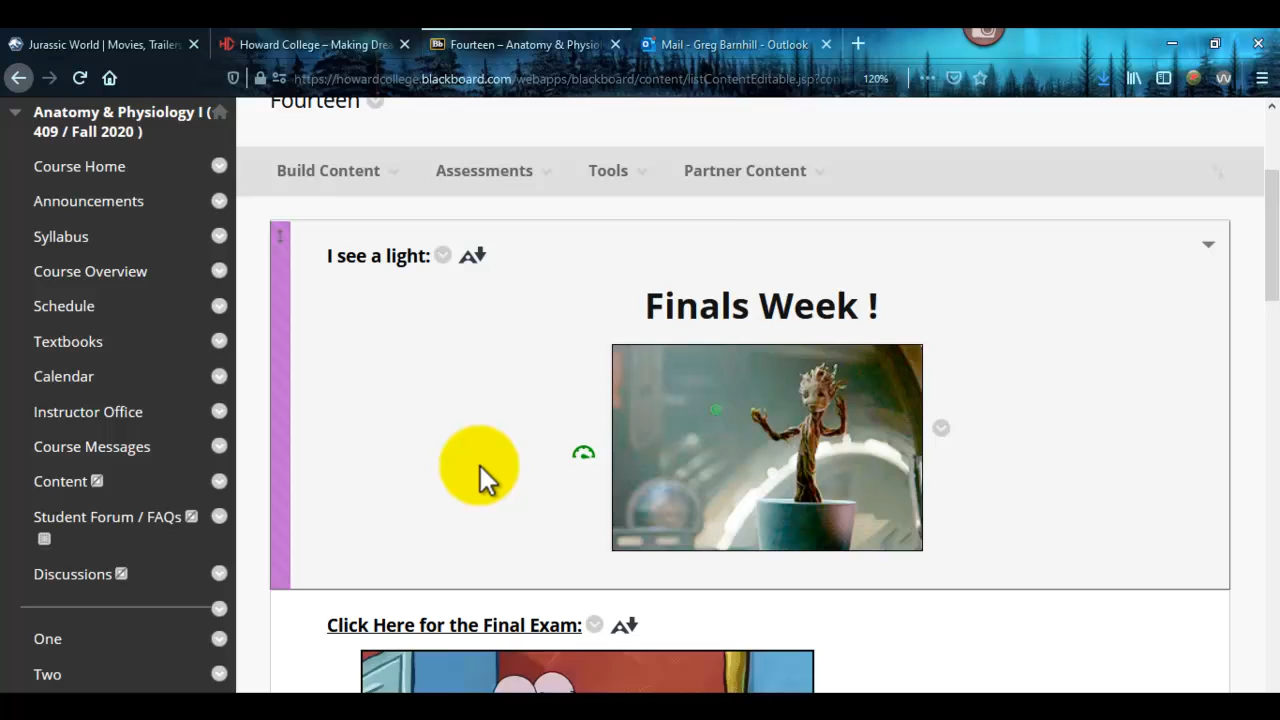 Jurassic World | Movies, Trailer
Howard College – Making Drea
Fourteen – Anatomy & Physiol
Mail - Greg Barnhill - Outlook
https://howardcollege.blackboard.com/webapps/blackboard/content/listContentEditable.jsp?con
120%
Anatomy & Physiology I (
409 / Fall 2020 )
Course Home
Announcements
Syllabus
Course Overview
Schedule
Textbooks
Calendar
Instructor Office
Course Messages
Content
Student Forum / FAQs
Discussions
One
Two
Fourteen
Build Content
Assessments
Tools
Partner Content
I see a light:
Finals Week !
Click Here for the Final Exam: